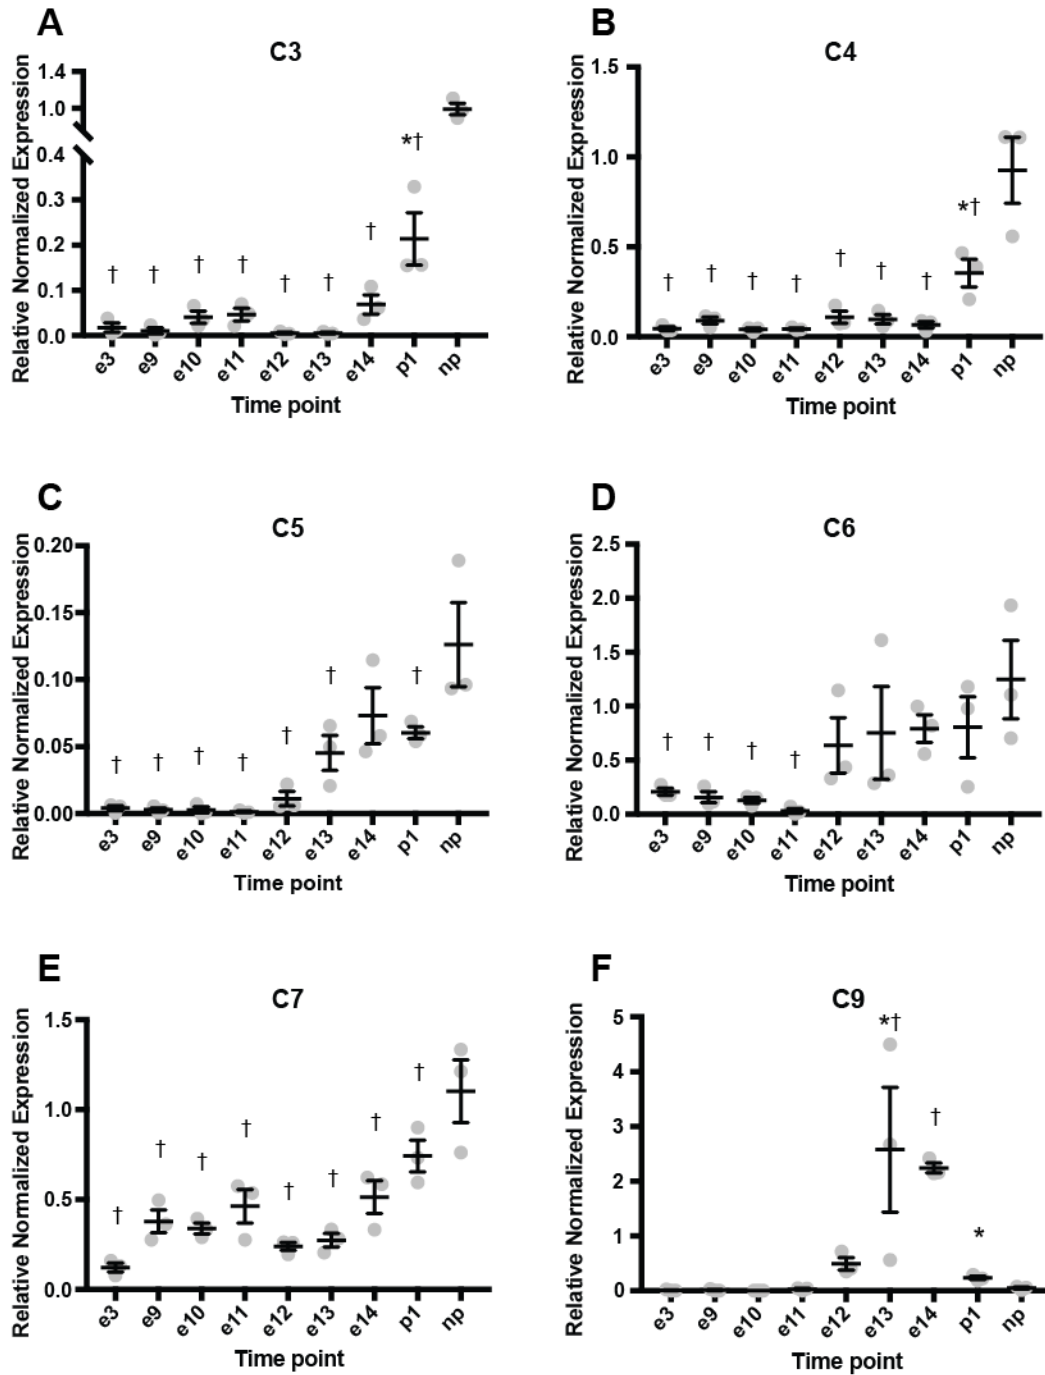 A
C3
Relative Normalized Expression
1.4
1.0
0.4
0.3
0.2
0.1
0.0
† † † † † † † *†
e3 e9 e10 e11 e12 e13 e14 p1 np
Time point
B
C4
Relative Normalized Expression
1.5
1.0
0.5
0.0
† † † † † † † *†
e3 e9 e10 e11 e12 e13 e14 p1 np
Time point
C
C5
Relative Normalized Expression
0.20
0.15
0.10
0.05
0.00
† † † † † † †
e3 e9 e10 e11 e12 e13 e14 p1 np
Time point
D
C6
Relative Normalized Expression
2.5
2.0
1.5
1.0
0.5
0.0
† † † †
e3 e9 e10 e11 e12 e13 e14 p1 np
Time point
E
C7
Relative Normalized Expression
1.5
1.0
0.5
0.0
† † † † † † † †
e3 e9 e10 e11 e12 e13 e14 p1 np
Time point
F
C9
Relative Normalized Expression
5
4
3
2
1
0
*† † *
e3 e9 e10 e11 e12 e13 e14 p1 np
Time point